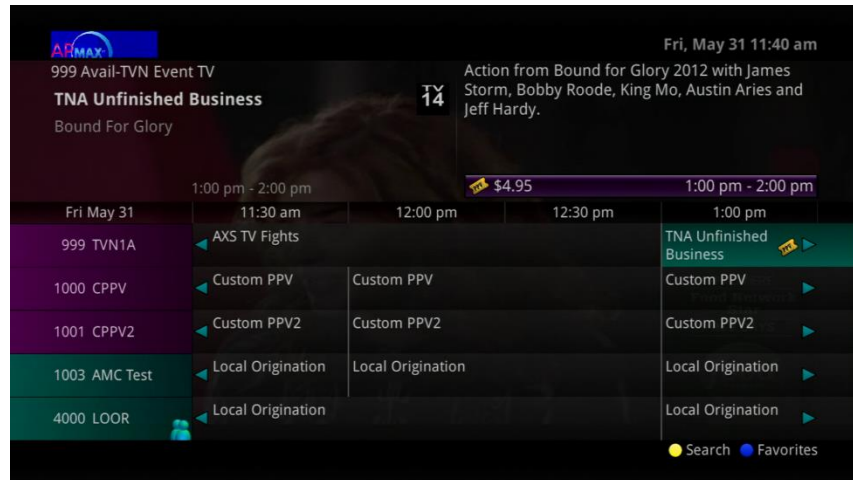 ARMAX
Fri, May 31 11:40 am
999 Avail-TVN Event TV
TNA Unfinished Business
Bound For Glory
TV
14
Action from Bound for Glory 2012 with James
Storm, Bobby Roode, King Mo, Austin Aries and
Jeff Hardy.
1:00 pm - 2:00 pm
$4.95 1:00 pm - 2:00 pm
Fri May 31 11:30 am 12:00 pm 12:30 pm 1:00 pm
999 TVN1A AXS TV Fights TNA Unfinished
Business
1000 CPPV Custom PPV Custom PPV Custom PPV
1001 CPPV2 Custom PPV2 Custom PPV2 Custom PPV2
1003 AMC Test Local Origination Local Origination Local Origination
4000 LOOR Local Origination Local Origination
Search Favorites